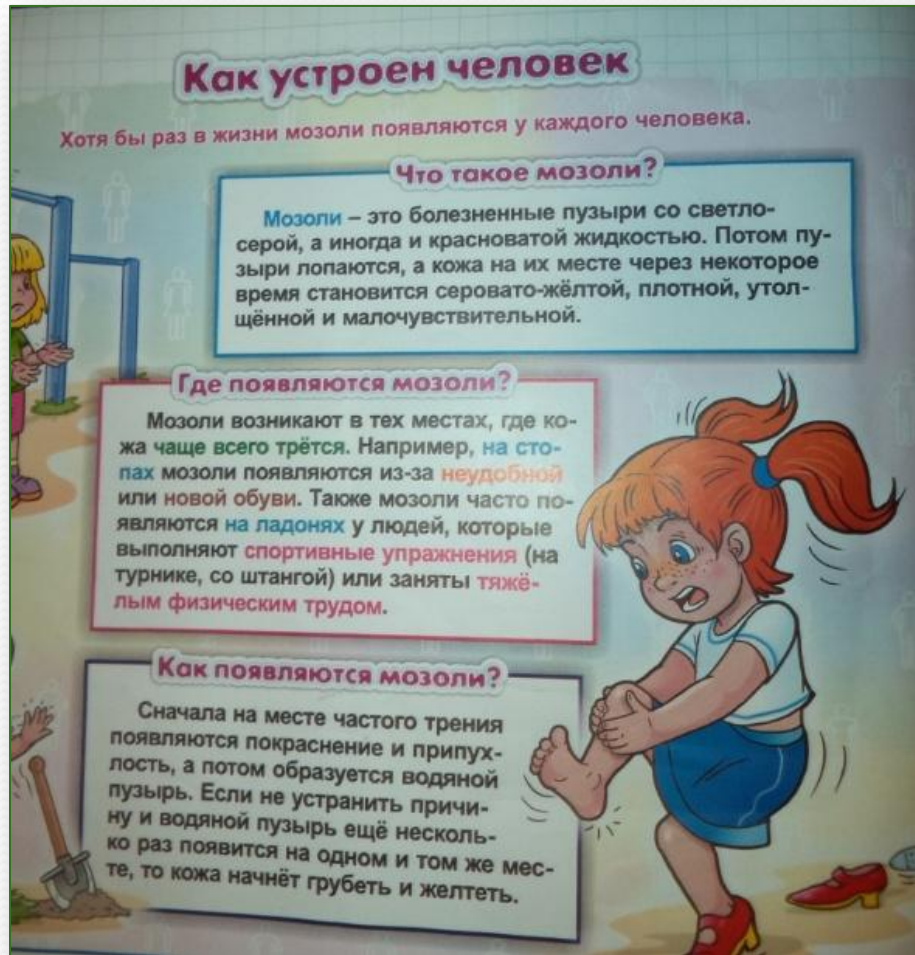 Как устроен человек
Хотя бы раз в жизни мозоли появляются у каждого человека.
Что такое мозоли?
Мозоли – это болезненные пузыри со светло-
серой, а иногда и красноватой жидкостью. Потом пу-
зыри лопаются, а кожа на их месте через некоторое
время становится серовато-жёлтой, плотной, утол-
щённой и малочувствительной.
Где появляются мозоли?
Мозоли возникают в тех местах, где ко-
жа чаще всего трётся. Например, на сто-
пах мозоли появляются из-за неудобной
или новой обуви. Также мозоли часто по-
являются на ладонях у людей, которые
выполняют спортивные упражнения (на
турнике, со штангой) или заняты тяжё-
лым физическим трудом.
Как появляются мозоли?
Сначала на месте частого трения
появляются покраснение и припух-
лость, а потом образуется водяной
пузырь. Если не устранить причи-
ну и водяной пузырь ещё несколь-
ко раз появится на одном и том же мес-
те, то кожа начнёт грубеть и желтеть.